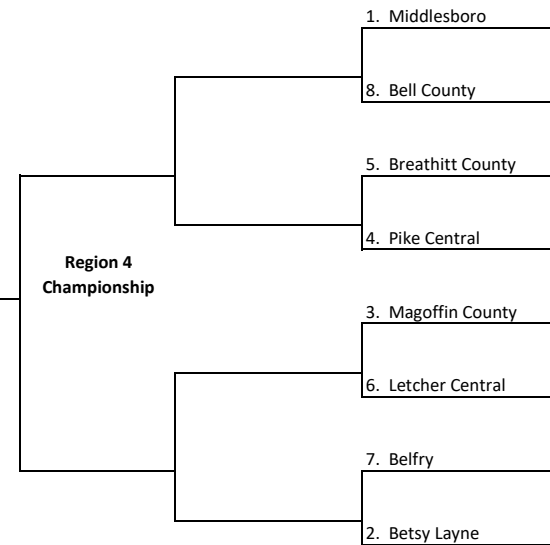 1. Middlesboro
8. Bell County
5. Breathitt County
4. Pike Central
Region 4
Championship
3. Magoffin County
6. Letcher Central
7. Belfry
2. Betsy Layne